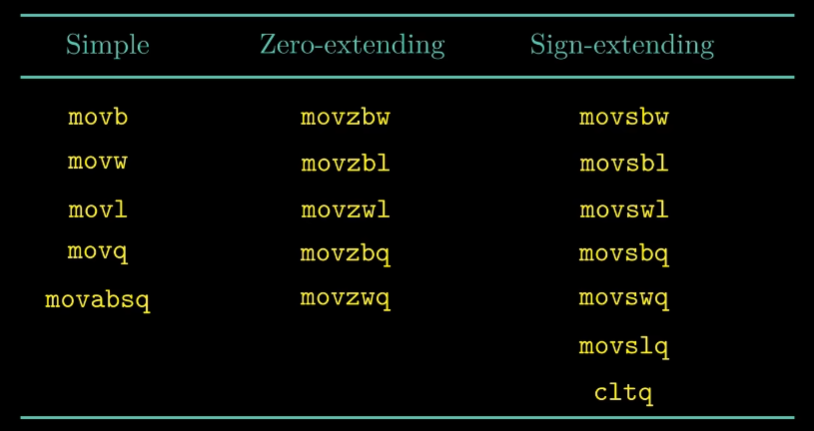 Simple Zero-extending Sign-extending
movb movzbw movsbw
movw movzbl movsbl
movl movzwl movswl
movq movzbq movsbq
movabsq movzwq movswq
movslq
cltq